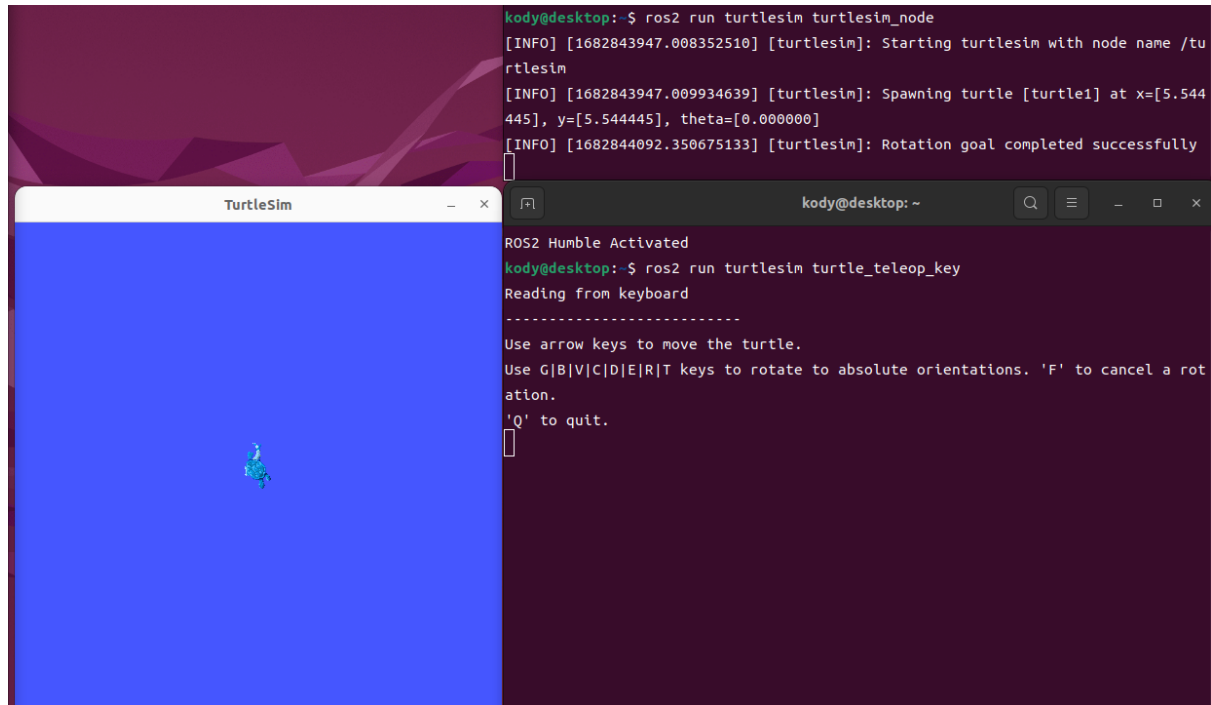 kody@desktop:~$ ros2 run turtlesim turtlesim_node
[INFO] [1682843947.008352510] [turtlesim]: Starting turtlesim with node name /tu
rtlesim
[INFO] [1682843947.009934639] [turtlesim]: Spawning turtle [turtle1] at x=[5.544
445], y=[5.544445], theta=[0.000000]
[INFO] [1682844092.350675133] [turtlesim]: Rotation goal completed successfully
TurtleSim
kody@desktop: ~
ROS2 Humble Activated
kody@desktop:~$ ros2 run turtlesim turtle_teleop_key
Reading from keyboard
---------------------------
Use arrow keys to move the turtle.
Use G|B|V|C|D|E|R|T keys to rotate to absolute orientations. 'F' to cancel a rot
ation.
'Q' to quit.